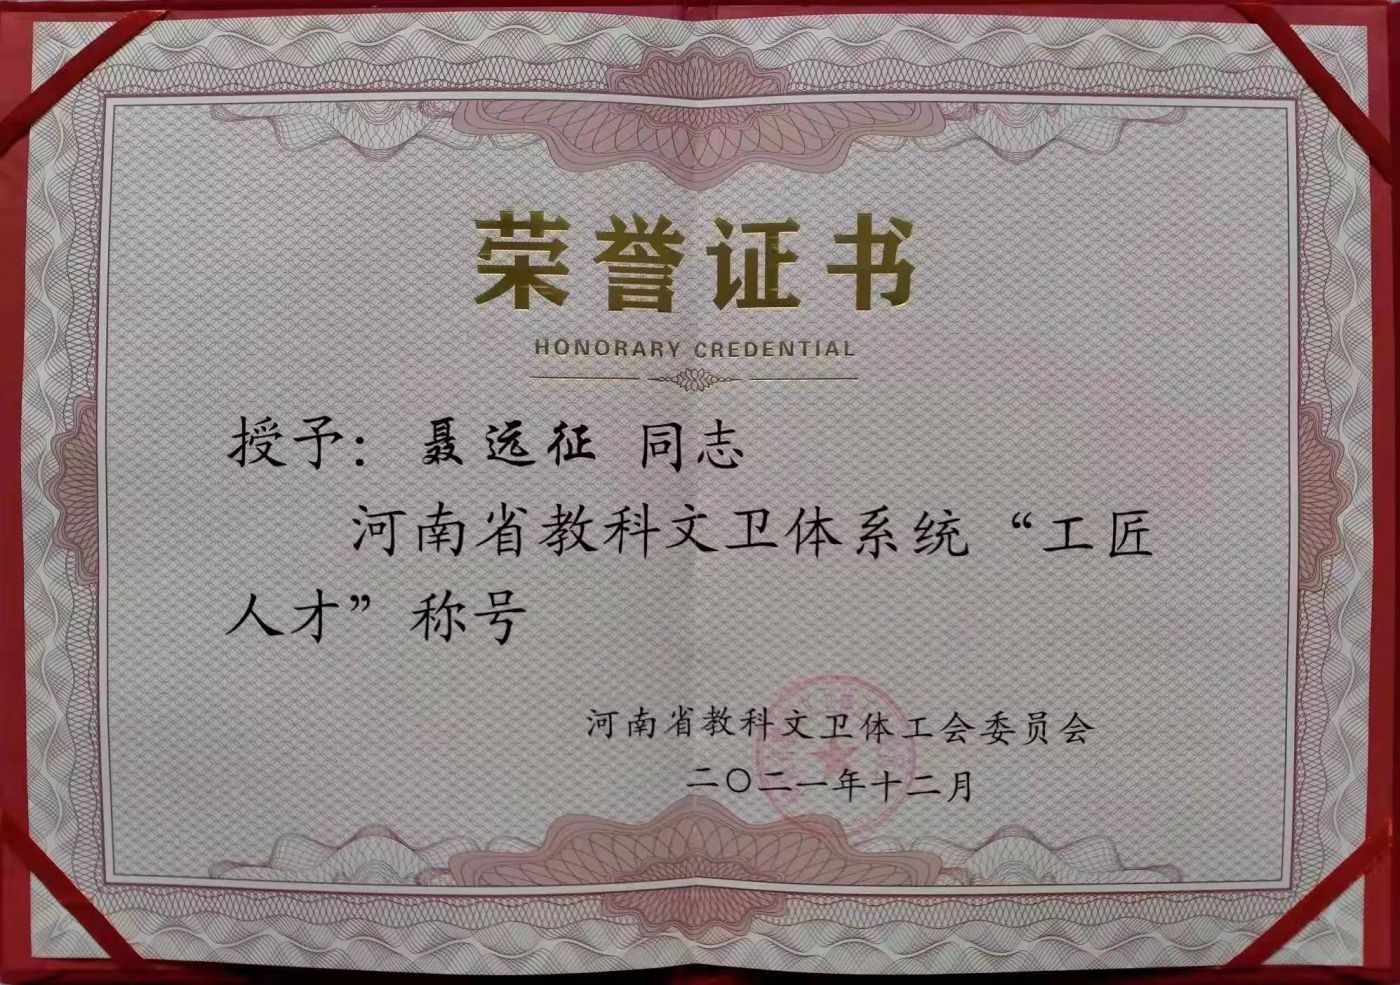 荣誉证书
HONORARY CREDENTIAL
授予：聂远征 同志
河南省教科文卫体系统“工匠
人才”称号
河南省教科文卫体工会委员会
二〇二一年十二月